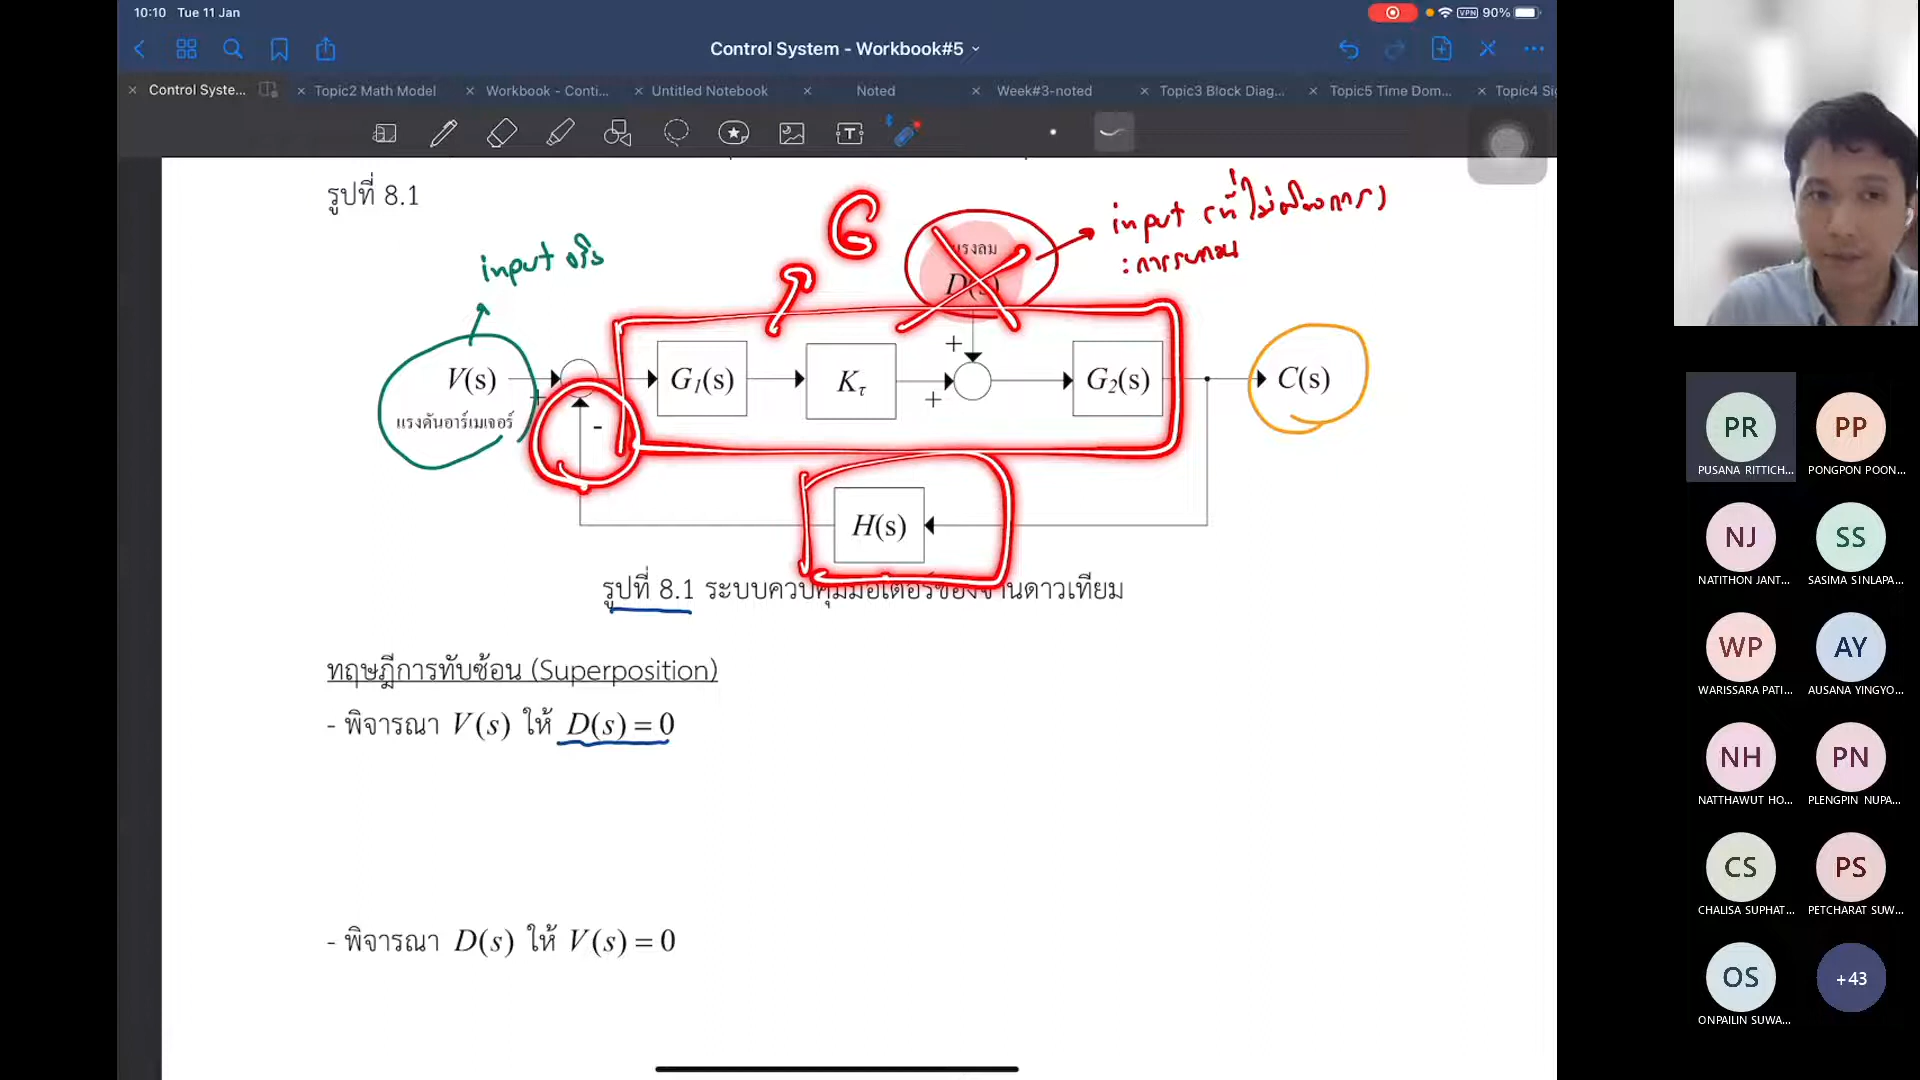 10:10 Tue 11 Jan
VPN 90%
Control System - Workbook#5
Control Syste...
Topic2 Math Model
Workbook - Conti...
Untitled Notebook
Noted
Week#3-noted
Topic3 Block Diag...
Topic5 Time Dom...
Topic4 Si
รูปที่ 8.1
G
input จริง
แรงลม
D(s)
input (ที่ไม่ต้องการ)
: การรบกวน
V(s)
แรงดันอาร์เมเจอร์
+
-
G1(s)
Kτ
+
+
G2(s)
C(s)
H(s)
รูปที่ 8.1 ระบบควบคุมมอเตอร์ของจานดาวเทียม
ทฤษฎีการทับซ้อน (Superposition)
- พิจารณา V(s) ให้ D(s) = 0
- พิจารณา D(s) ให้ V(s) = 0
PR
PP
PUSANA RITTICH...
PONGPON POON...
NJ
SS
NATITHON JANT...
SASIMA SINLAPA...
WP
AY
WARISSARA PATI...
AUSANA YINGYO...
NH
PN
NATTHAWUT HO...
PLENGPIN NUPA...
CS
PS
CHALISA SUPHAT...
PETCHARAT SUW...
OS
+43
ONPAILIN SUWA...